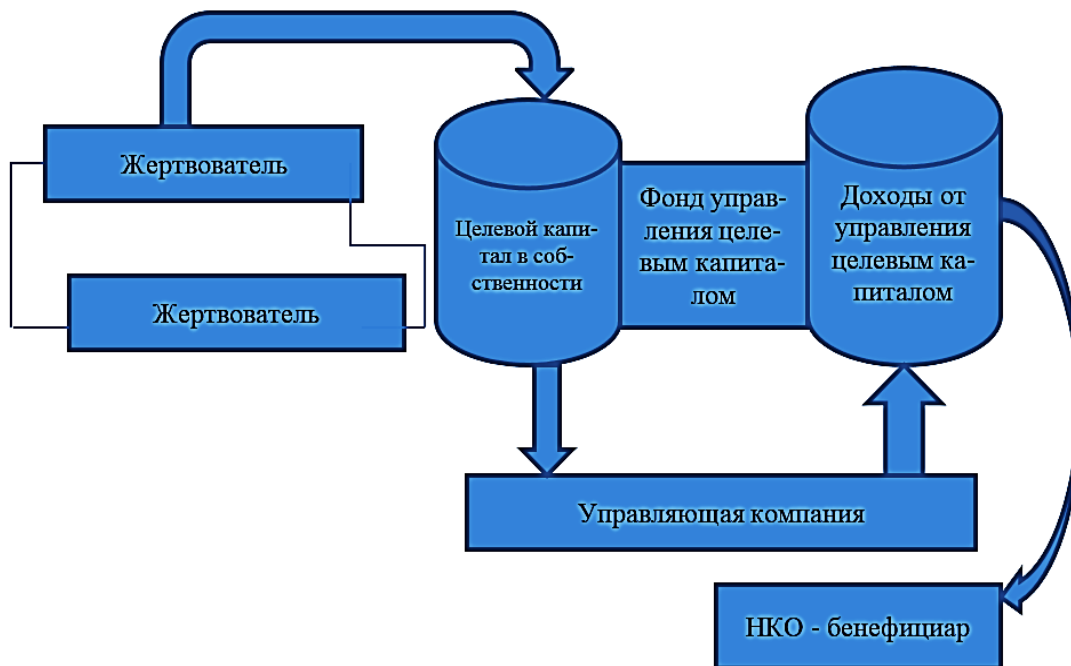 Жертвователь
Жертвователь
Целевой капи-
тал в соб-
ственности
Фонд управ-
ления целе-
вым капита-
лом
Доходы от
управления
целевым ка-
питалом
Управляющая компания
НКО - бенефициар